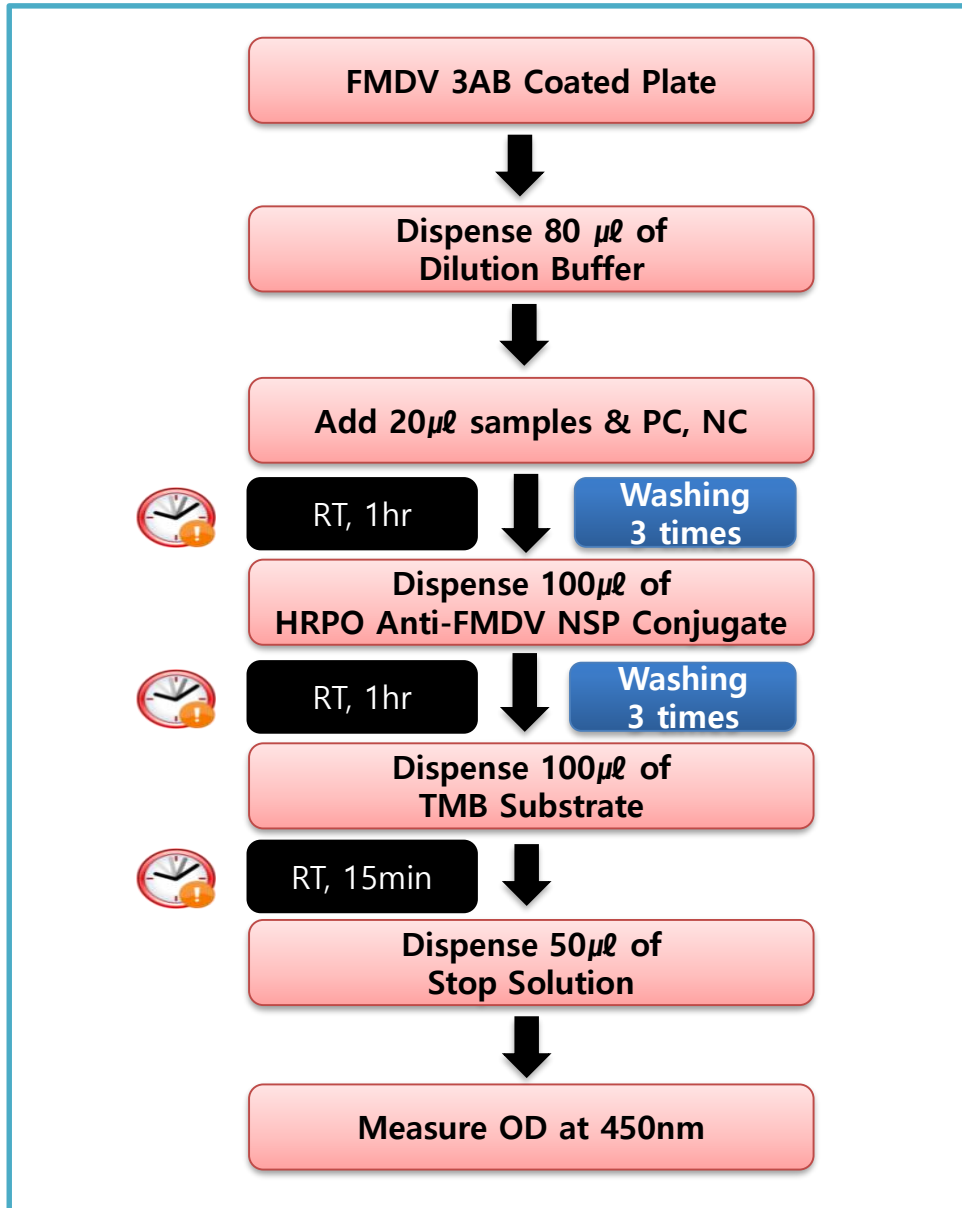 FMDV 3AB Coated Plate
Dispense 80 ㎕ of
Dilution Buffer
Add 20㎕ samples & PC, NC
RT, 1hr
Washing
3 times
Dispense 100㎕ of
HRPO Anti-FMDV NSP Conjugate
RT, 1hr
Washing
3 times
Dispense 100㎕ of
TMB Substrate
RT, 15min
Dispense 50㎕ of
Stop Solution
Measure OD at 450nm